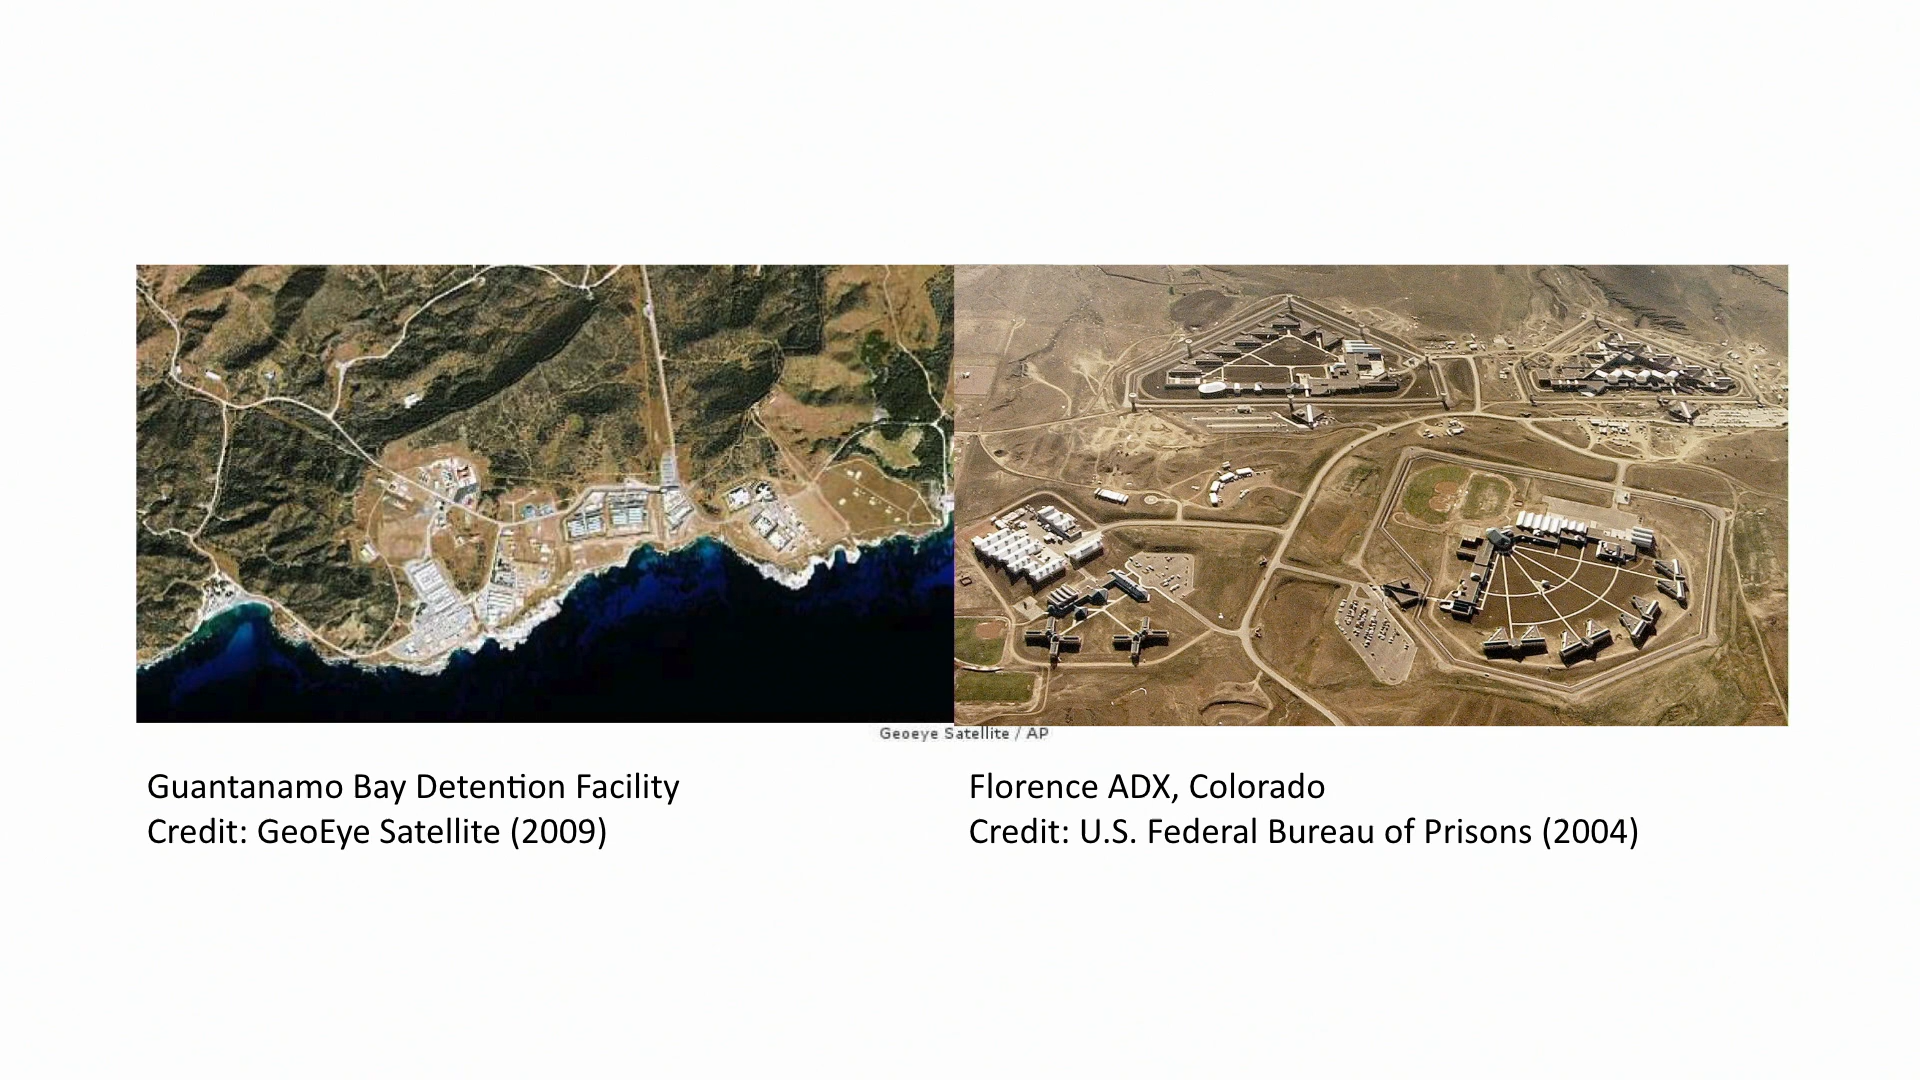 Geoeye Satellite / AP
Guantanamo Bay Detention Facility
Credit: GeoEye Satellite (2009)
Florence ADX, Colorado
Credit: U.S. Federal Bureau of Prisons (2004)